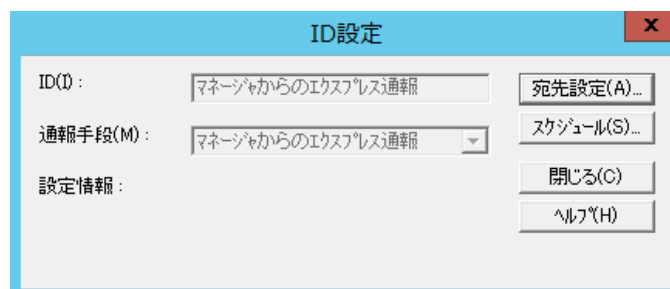 ID設定
x
ID(I) : マネージャからのエクスプレス通報 宛先設定(A)...
通報手段(M) : マネージャからのエクスプレス通報 スケジュール(S)...
設定情報 : 閉じる(C)
ヘルプ(H)